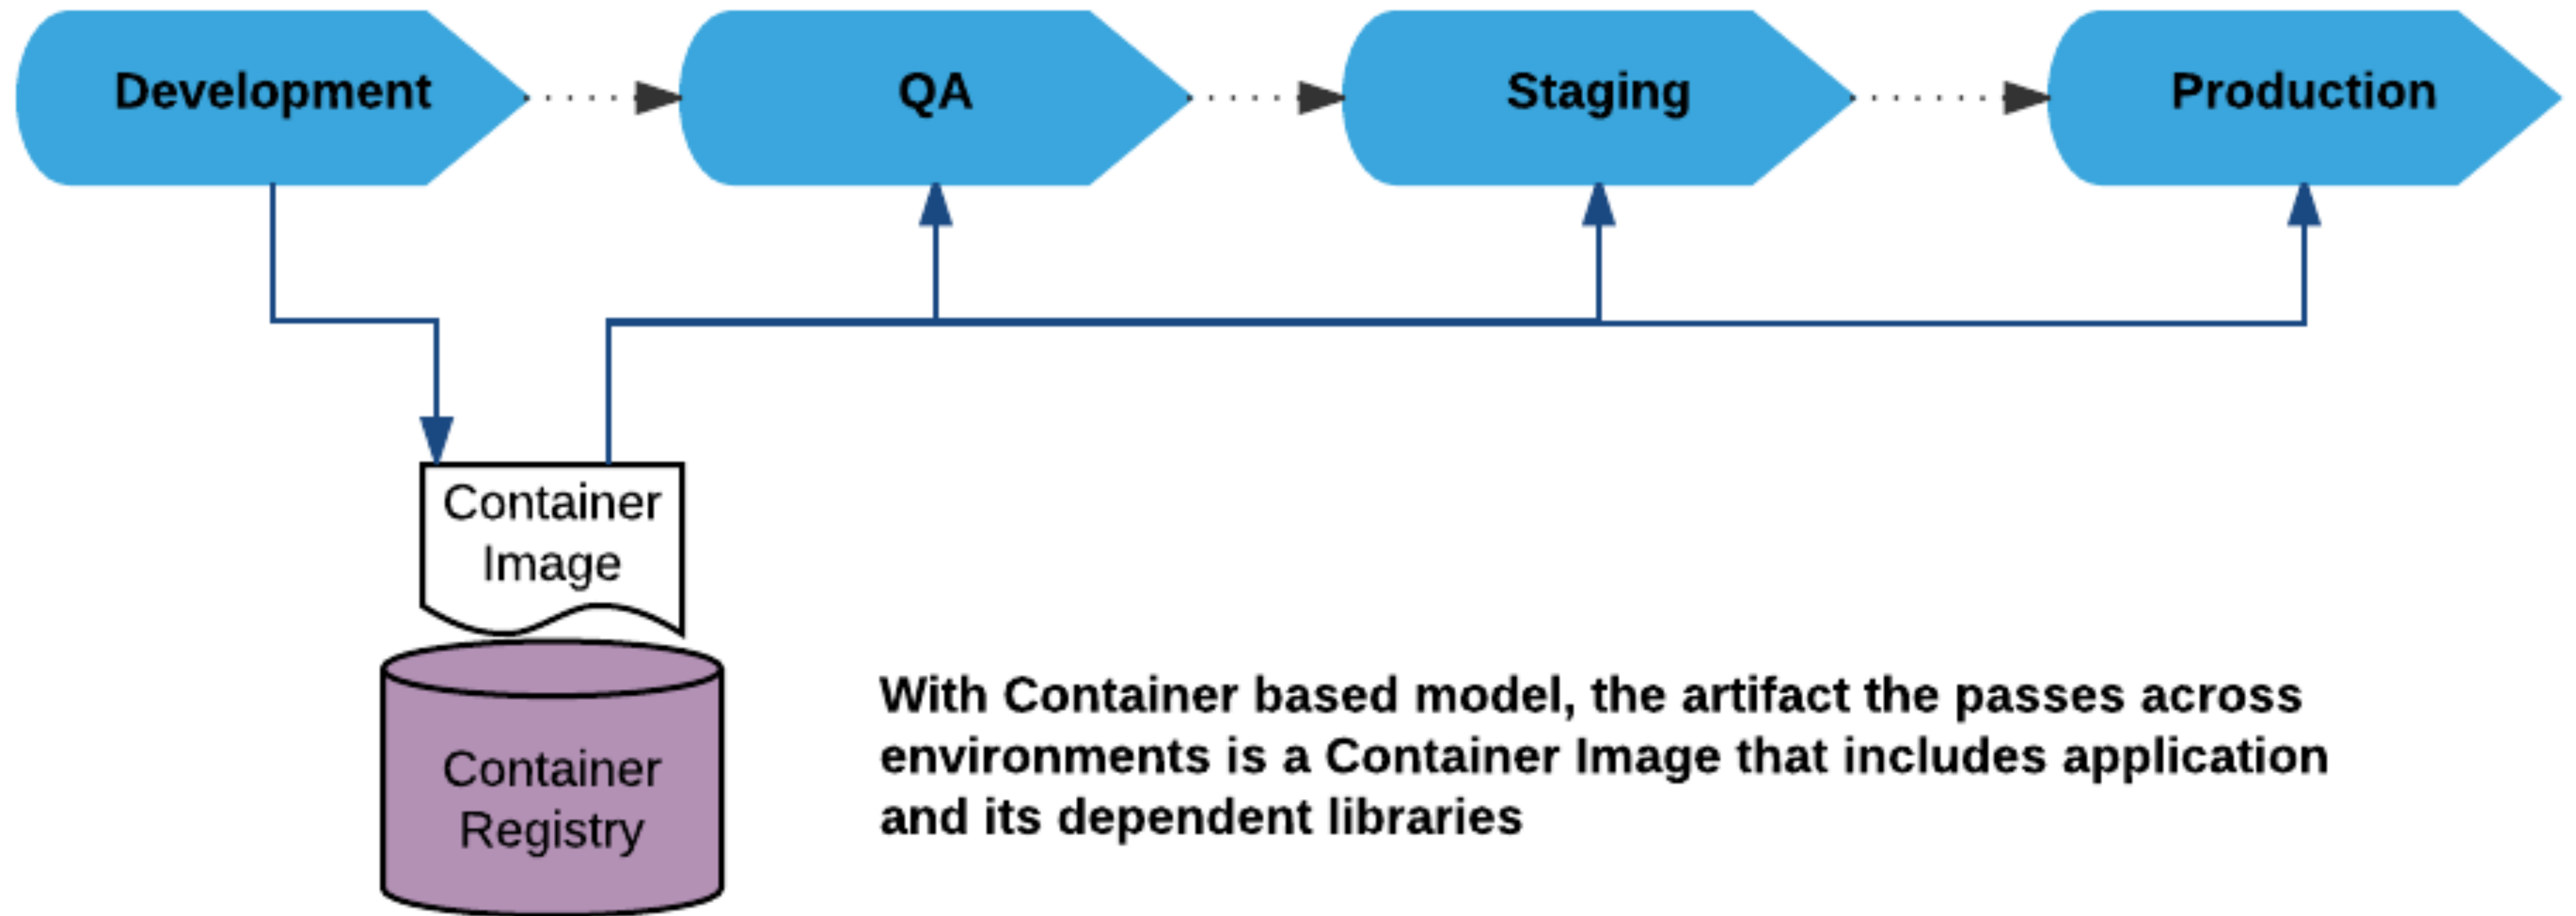 Development
QA
Staging
Production
Container
Image
Container
Registry
With Container based model, the artifact the passes across
environments is a Container Image that includes application
and its dependent libraries